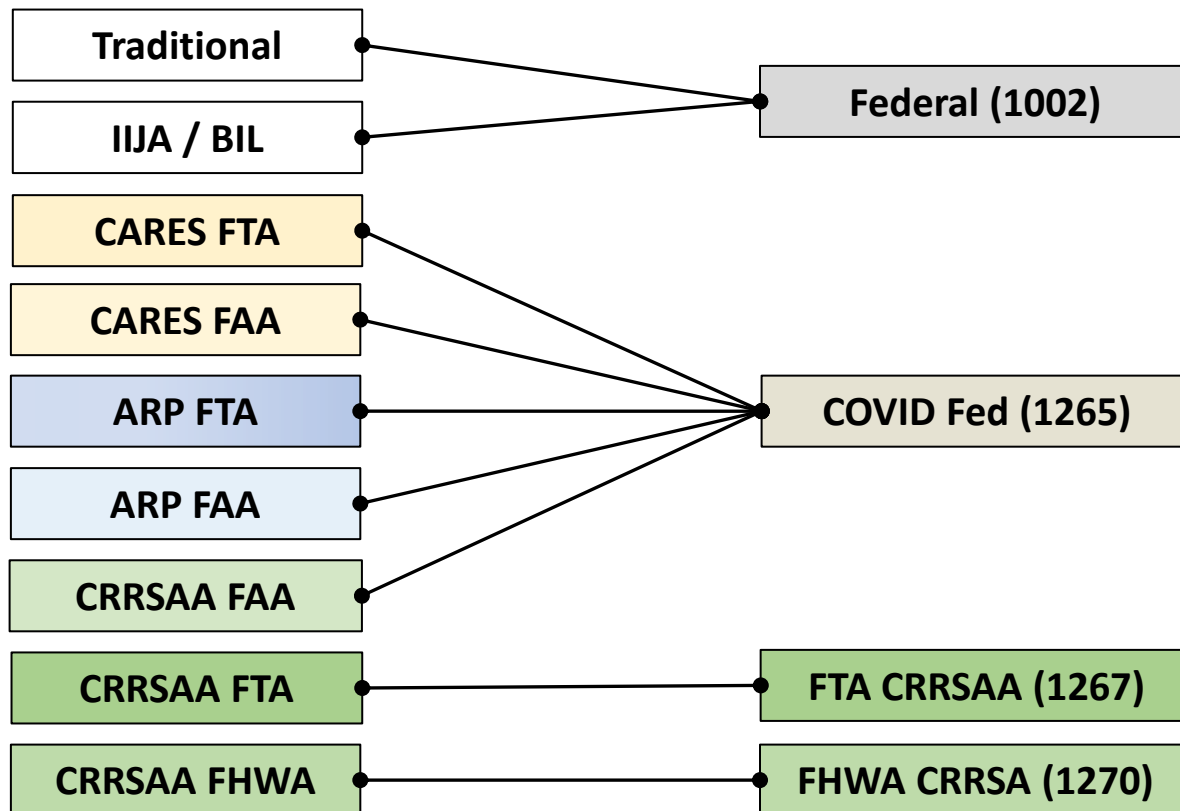 Traditional
IIJA / BIL
CARES FTA
CARES FAA
ARP FTA
ARP FAA
CRRSAA FAA
CRRSAA FTA
CRRSAA FHWA
Federal (1002)
COVID Fed (1265)
FTA CRRSAA (1267)
FHWA CRRSA (1270)